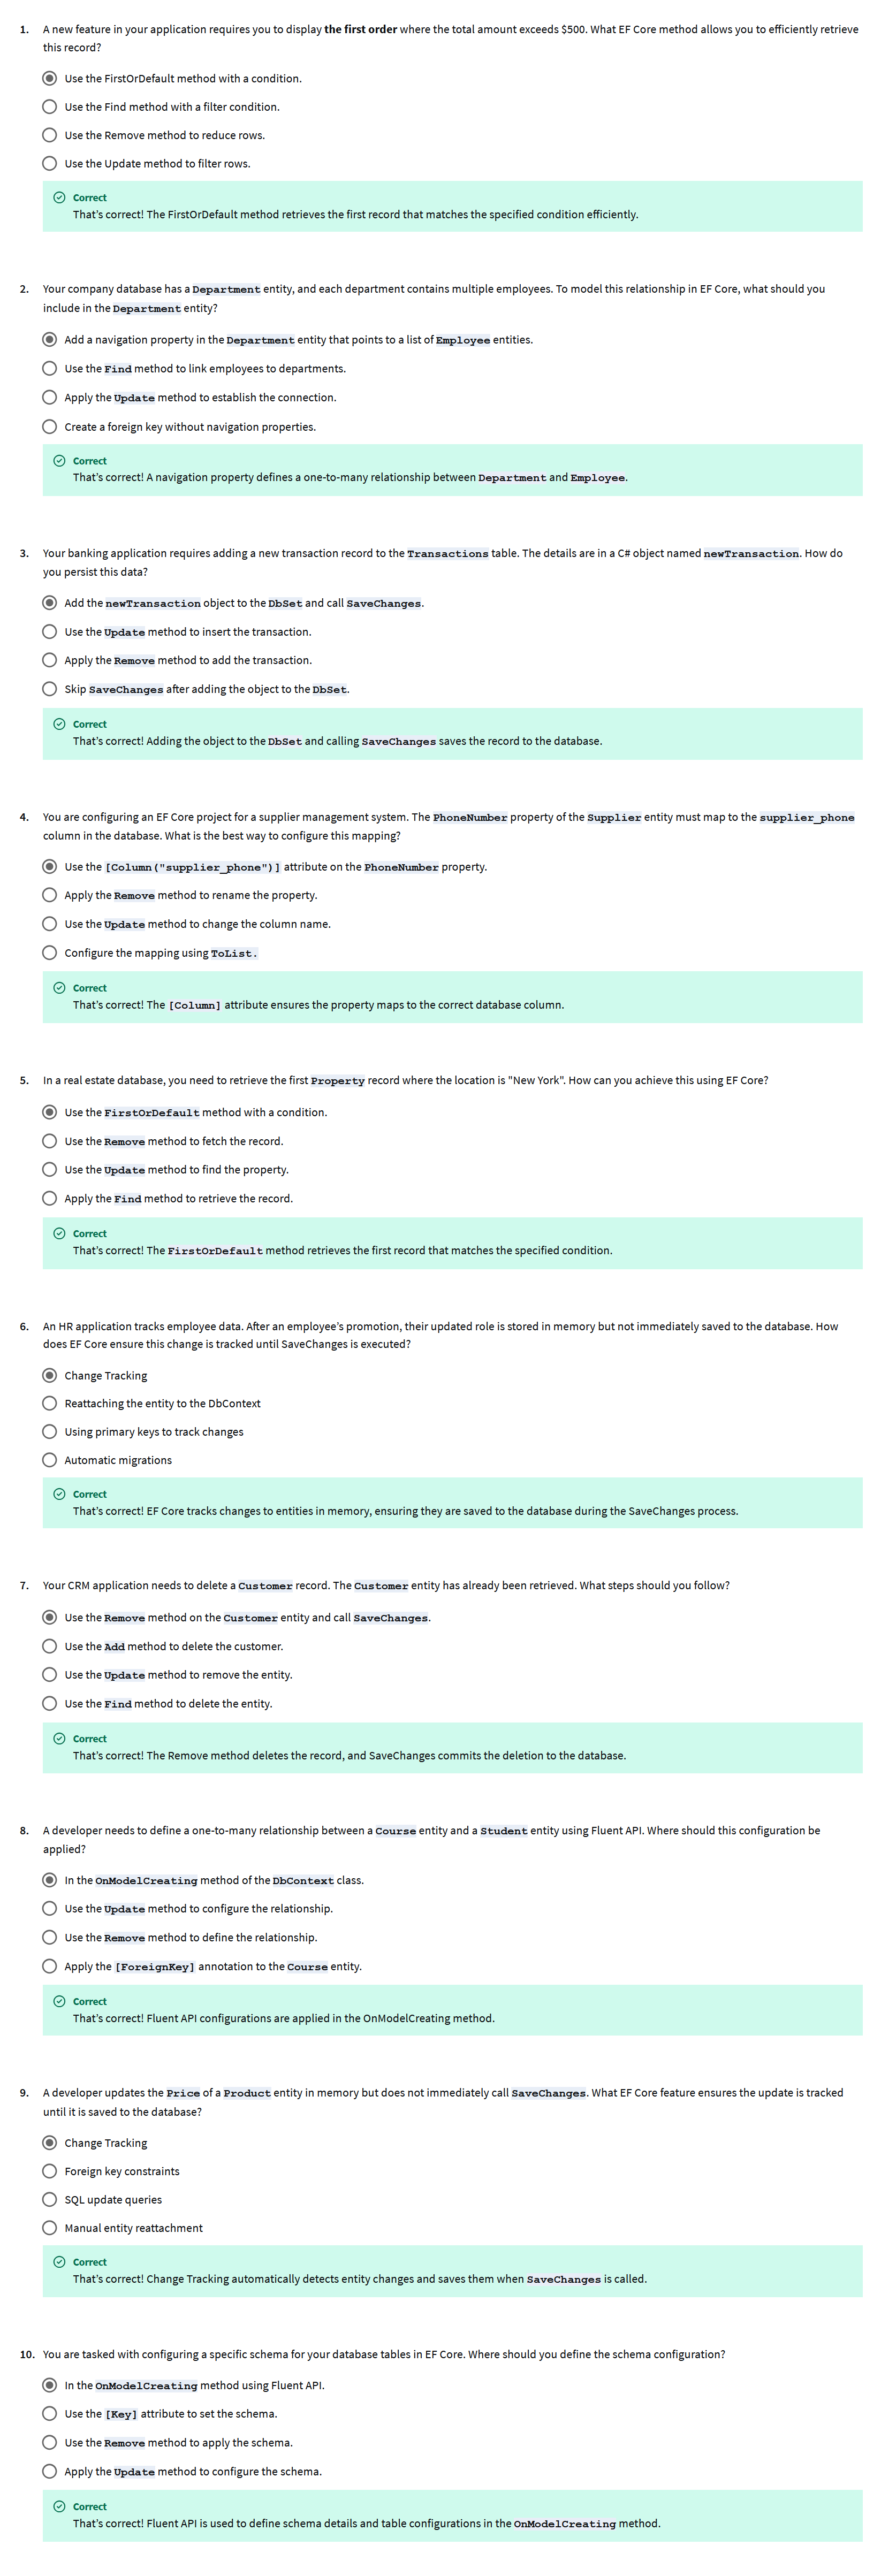 1. A new feature in your application requires you to display the first order where the total amount exceeds $500. What EF Core method allows you to efficiently retrieve
this record?
Use the FirstOrDefault method with a condition.
Use the Find method with a filter condition.
Use the Remove method to reduce rows.
Use the Update method to filter rows.
Correct
That's correct! The FirstOrDefault method retrieves the first record that matches the specified condition efficiently.
2. Your company database has a Department entity, and each department contains multiple employees. To model this relationship in EF Core, what should you
include in the Department entity?
Add a navigation property in the Department entity that points to a list of Employee entities.
Use the Find method to link employees to departments.
Apply the Update method to establish the connection.
Create a foreign key without navigation properties.
Correct
That's correct! A navigation property defines a one-to-many relationship between Department and Employee.
3. Your banking application requires adding a new transaction record to the Transactions table. The details are in a C# object named newTransaction. How do
you persist this data?
Add the newTransaction object to the DbSet and call SaveChanges.
Use the Update method to insert the transaction.
Apply the Remove method to add the transaction.
Skip SaveChanges after adding the object to the DbSet.
Correct
That's correct! Adding the object to the DbSet and calling SaveChanges saves the record to the database.
4. You are configuring an EF Core project for a supplier management system. The PhoneNumber property of the Supplier entity must map to the supplier_phone
column in the database. What is the best way to configure this mapping?
Use the [Column("supplier_phone")] attribute on the PhoneNumber property.
Apply the Remove method to rename the property.
Use the Update method to change the column name.
Configure the mapping using ToList.
Correct
That's correct! The [Column] attribute ensures the property maps to the correct database column.
5. In a real estate database, you need to retrieve the first Property record where the location is "New York". How can you achieve this using EF Core?
Use the FirstOrDefault method with a condition.
Use the Remove method to fetch the record.
Use the Update method to find the property.
Apply the Find method to retrieve the record.
Correct
That's correct! The FirstOrDefault method retrieves the first record that matches the specified condition.
6. An HR application tracks employee data. After an employee's promotion, their updated role is stored in memory but not immediately saved to the database. How
does EF Core ensure this change is tracked until SaveChanges is executed?
Change Tracking
Reattaching the entity to the DbContext
Using primary keys to track changes
Automatic migrations
Correct
That's correct! EF Core tracks changes to entities in memory, ensuring they are saved to the database during the SaveChanges process.
7. Your CRM application needs to delete a Customer record. The Customer entity has already been retrieved. What steps should you follow?
Use the Remove method on the Customer entity and call SaveChanges.
Use the Add method to delete the customer.
Use the Update method to remove the entity.
Use the Find method to delete the entity.
Correct
That's correct! The Remove method deletes the record, and SaveChanges commits the deletion to the database.
8. A developer needs to define a one-to-many relationship between a Course entity and a Student entity using Fluent API. Where should this configuration be
applied?
In the OnModelCreating method of the DbContext class.
Use the Update method to configure the relationship.
Use the Remove method to define the relationship.
Apply the [ForeignKey] annotation to the Course entity.
Correct
That's correct! Fluent API configurations are applied in the OnModelCreating method.
9. A developer updates the Price of a Product entity in memory but does not immediately call SaveChanges. What EF Core feature ensures the update is tracked
until it is saved to the database?
Change Tracking
Foreign key constraints
SQL update queries
Manual entity reattachment
Correct
That's correct! Change Tracking automatically detects entity changes and saves them when SaveChanges is called.
10. You are tasked with configuring a specific schema for your database tables in EF Core. Where should you define the schema configuration?
In the OnModelCreating method using Fluent API.
Use the [Key] attribute to set the schema.
Use the Remove method to apply the schema.
Apply the Update method to configure the schema.
Correct
That's correct! Fluent API is used to define schema details and table configurations in the OnModelCreating method.